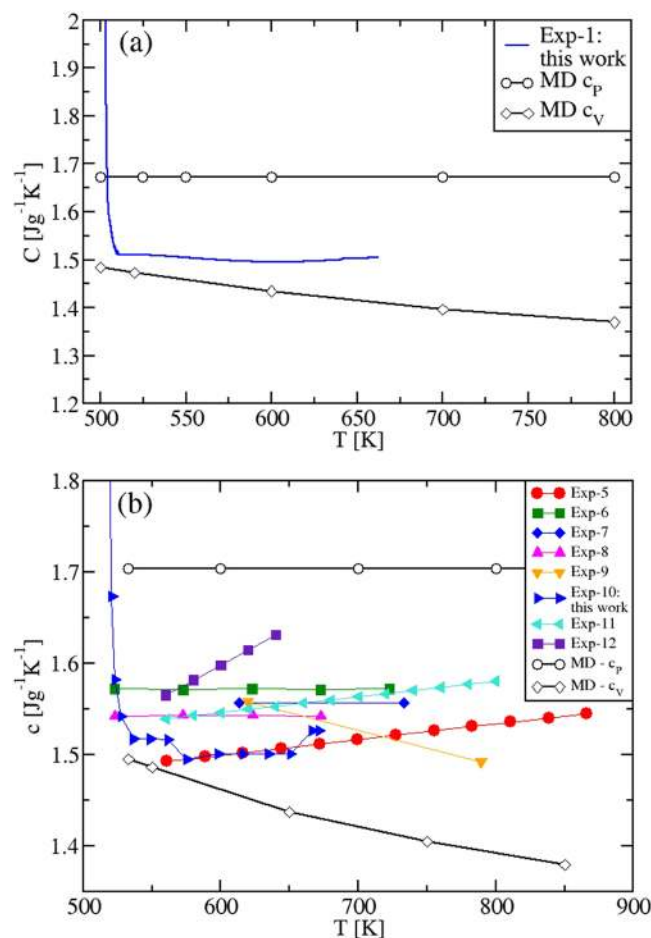 (a)
Exp-1:
this work
MD c_P
MD c_V
2
1.9
1.8
1.7
1.6
1.5
1.4
1.3
1.2
C [Jg⁻¹K⁻¹]
500 550 600 650 700 750 800
T [K]
(b)
Exp-5
Exp-6
Exp-7
Exp-8
Exp-9
Exp-10:
this work
Exp-11
Exp-12
MD - c_P
MD - c_V
1.8
1.7
1.6
1.5
1.4
c [Jg⁻¹K⁻¹]
500 600 700 800 900
T [K]